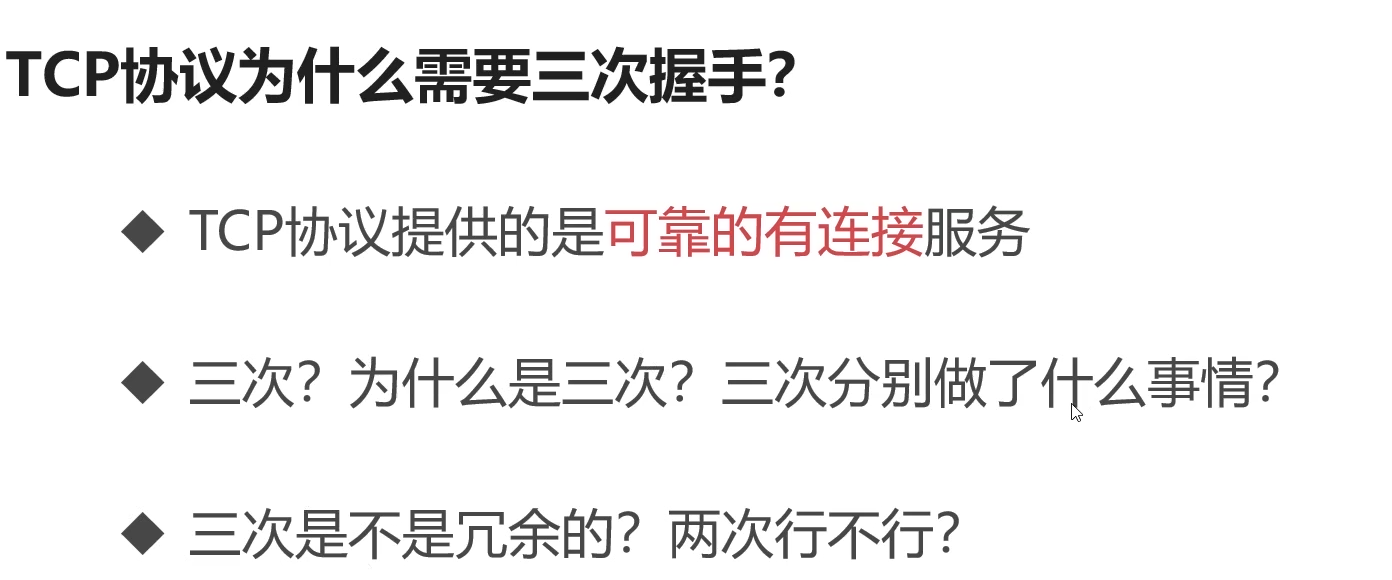 TCP协议为什么需要三次握手?
◆ TCP协议提供的是可靠的有连接服务
◆ 三次？为什么是三次？三次分别做了什么事情？
◆ 三次是不是冗余的？两次行不行？